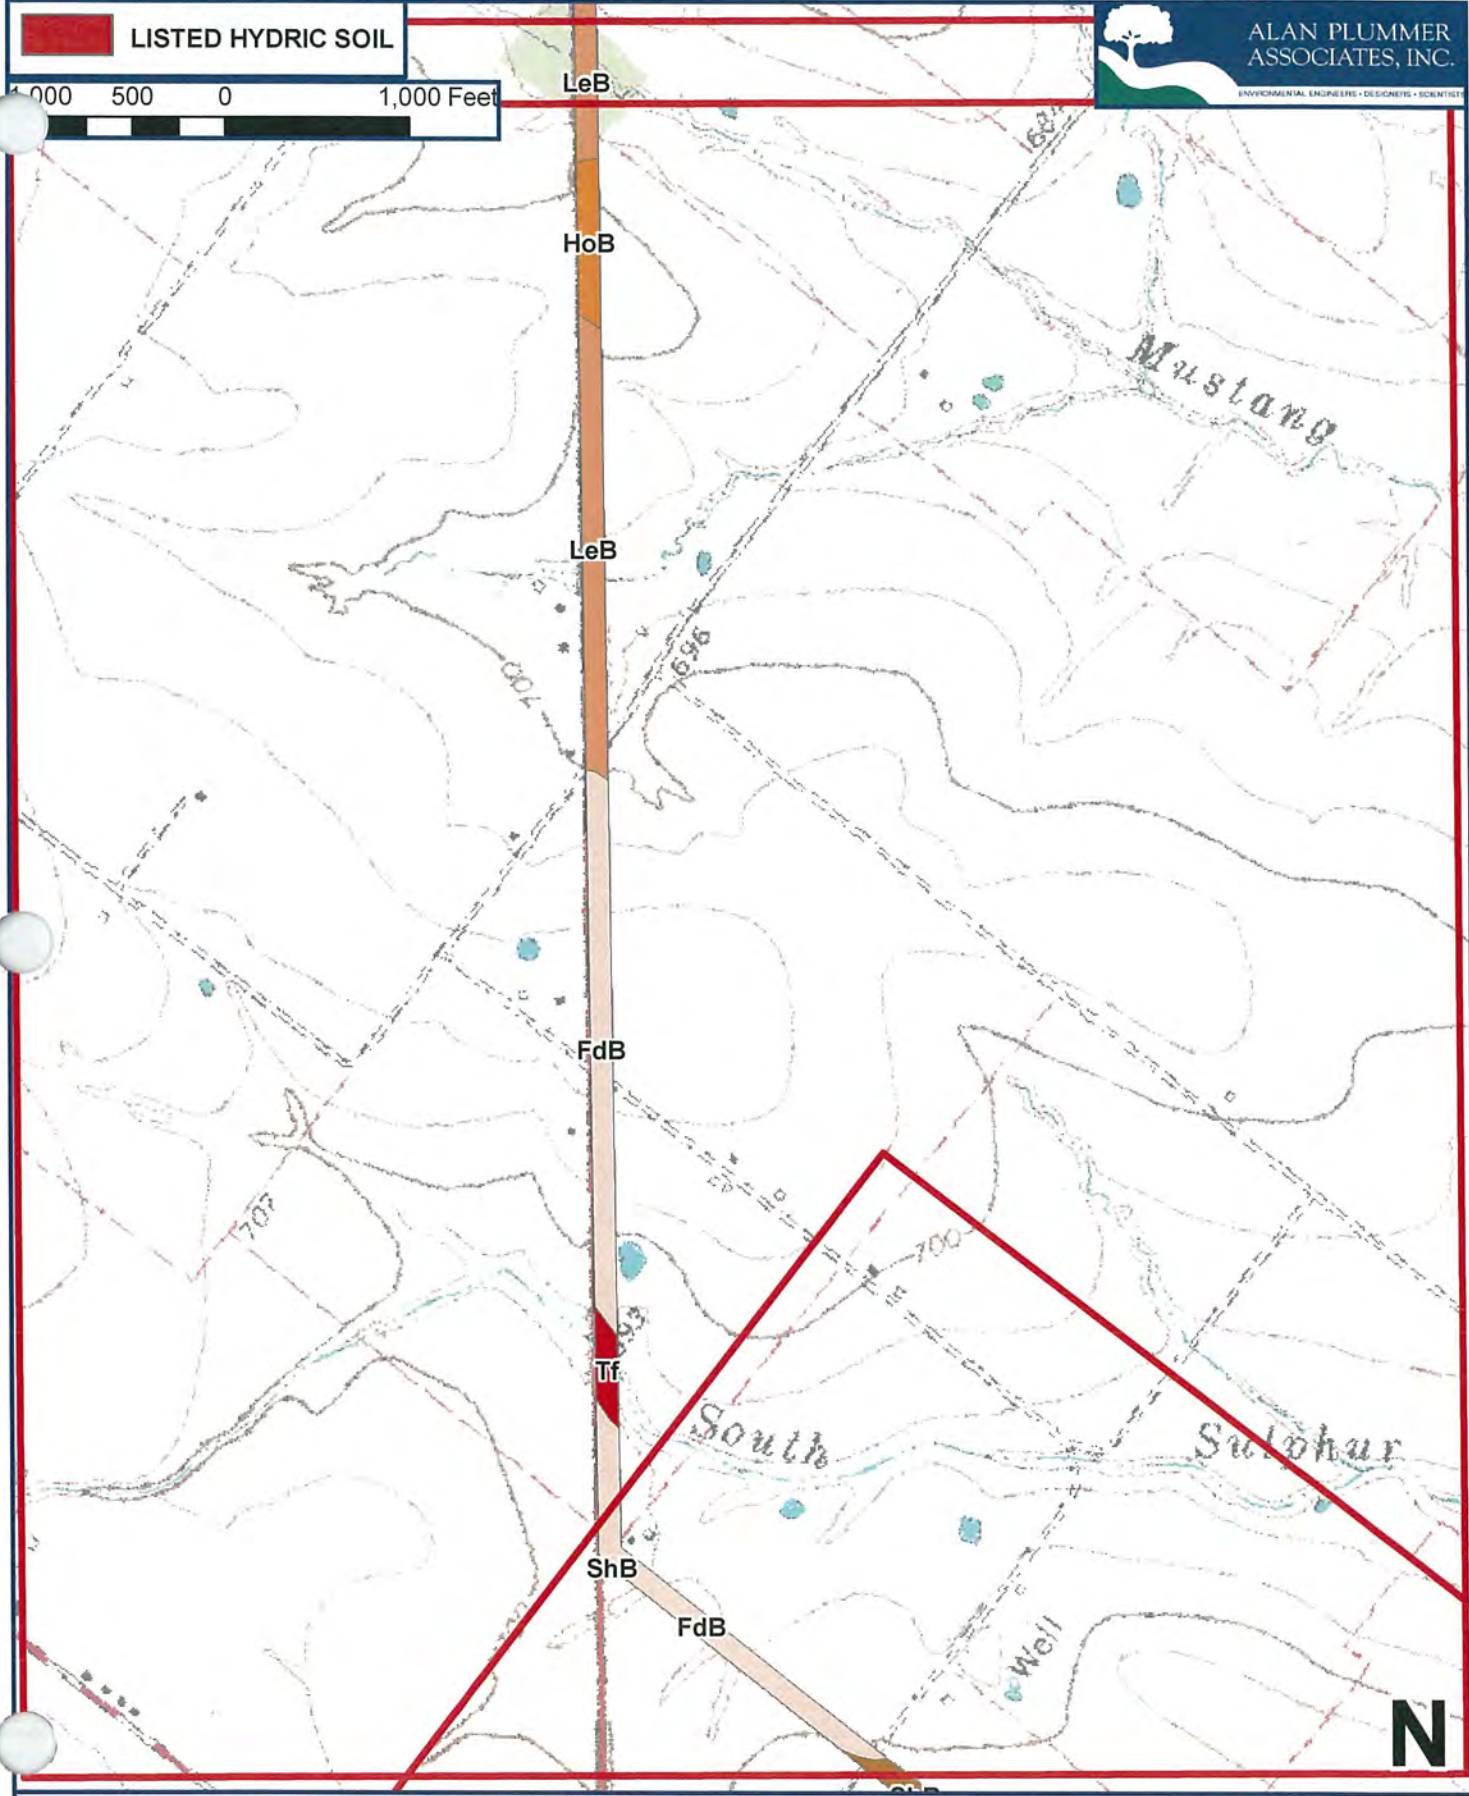 LISTED HYDRIC SOIL
ALAN PLUMMER
ASSOCIATES, INC.
ENVIRONMENTAL ENGINEERS • DESIGNERS • SCIENTISTS
1,000 500 0 1,000 Feet
LeB
HoB
Mustang
LeB
696
700
FdB
707
700
693
Tf
South
Sulphur
ShB
FdB
Well
N